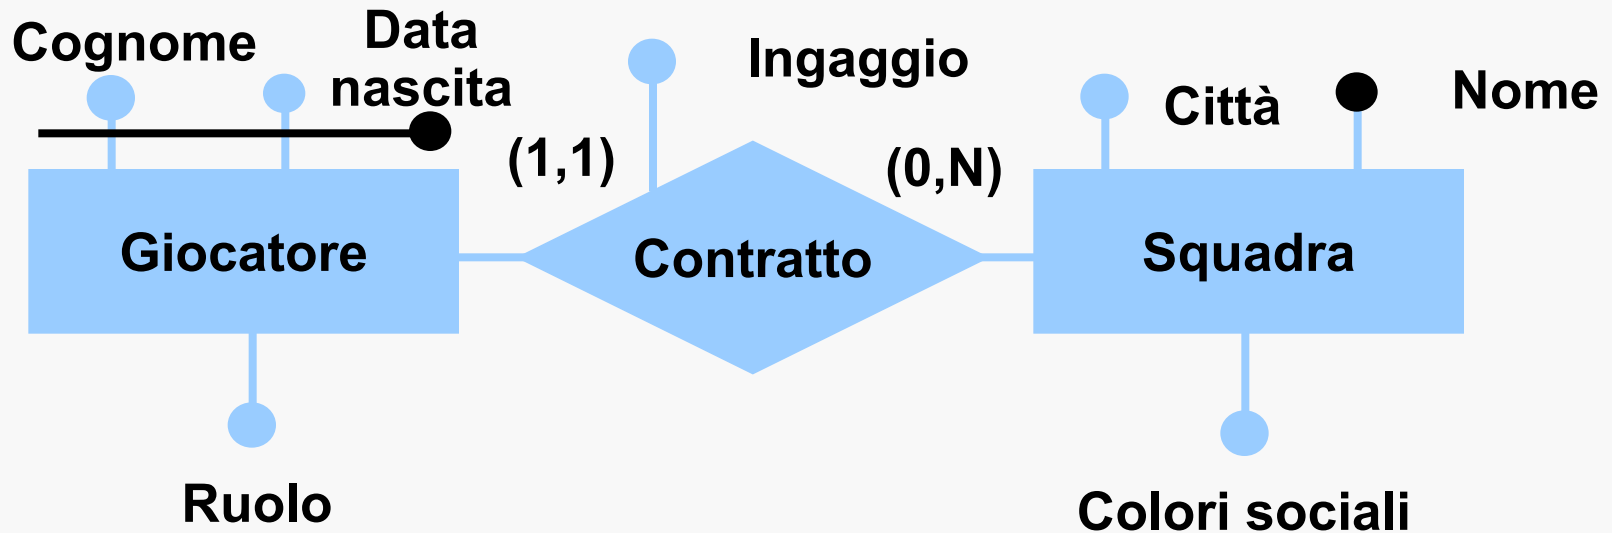 Cognome
Data
nascita
Ingaggio
Città
Nome
(1,1)
(0,N)
Giocatore
Contratto
Squadra
Ruolo
Colori sociali